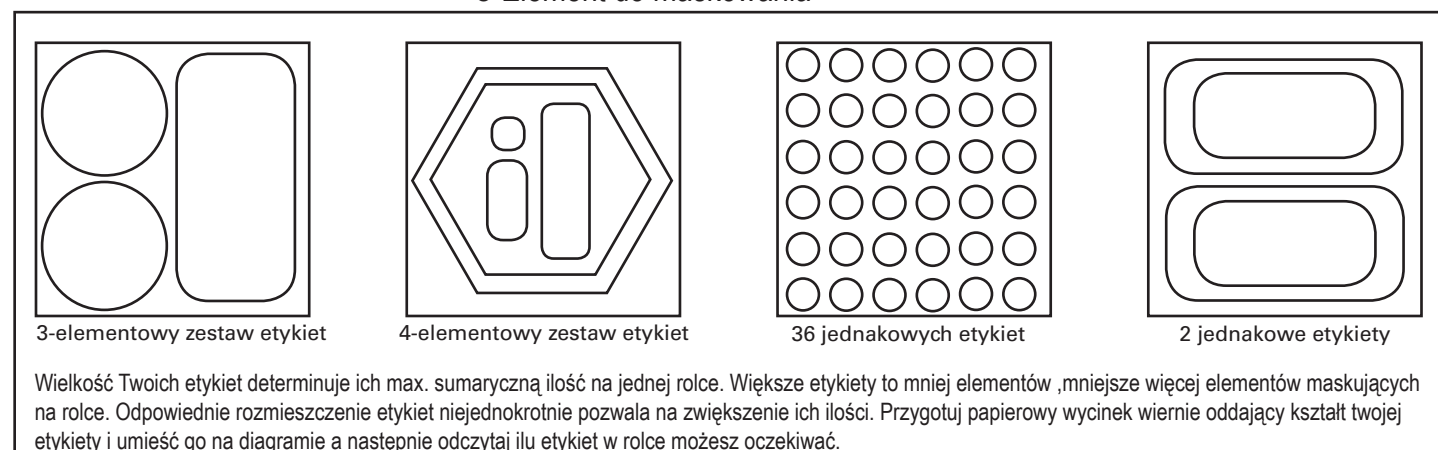 3-elementowy zestaw etykiet
4-elementowy zestaw etykiet
36 jednakowych etykiet
2 jednakowe etykiety
Wielkość Twoich etykiet determinuje ich max. sumaryczną ilość na jednej rolce. Większe etykiety to mniej elementów ,mniejsze więcej elementów maskujących
na rolce. Odpowiednie rozmieszczenie etykiet niejednokrotnie pozwala na zwiększenie ich ilości. Przygotuj papierowy wycinek wiernie oddający kształt twojej
etykiety i umieść go na diagramie a następnie odczytaj ilu etykiet w rolce możesz oczekiwać.